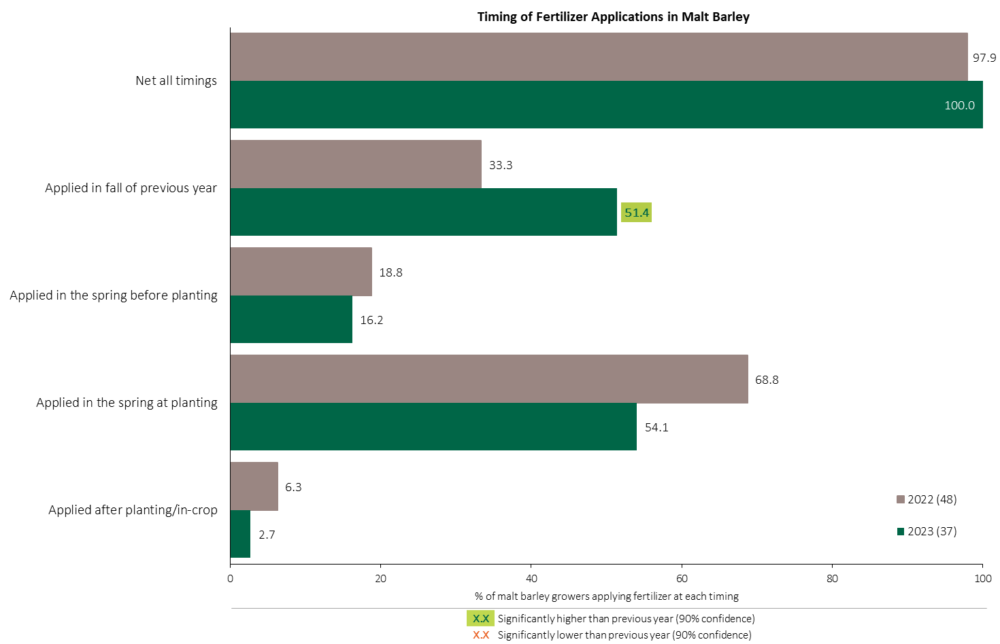 Timing of Fertilizer Applications in Malt Barley
97.9
Net all timings
100.0
33.3
Applied in fall of previous year
51.4
18.8
Applied in the spring before planting
16.2
68.8
Applied in the spring at planting
54.1
6.3
Applied after planting/in-crop
2.7
2022 (48)
2023 (37)
0 20 40 60 80 100
% of malt barley growers applying fertilizer at each timing
X.X Significantly higher than previous year (90% confidence)
X.X Significantly lower than previous year (90% confidence)